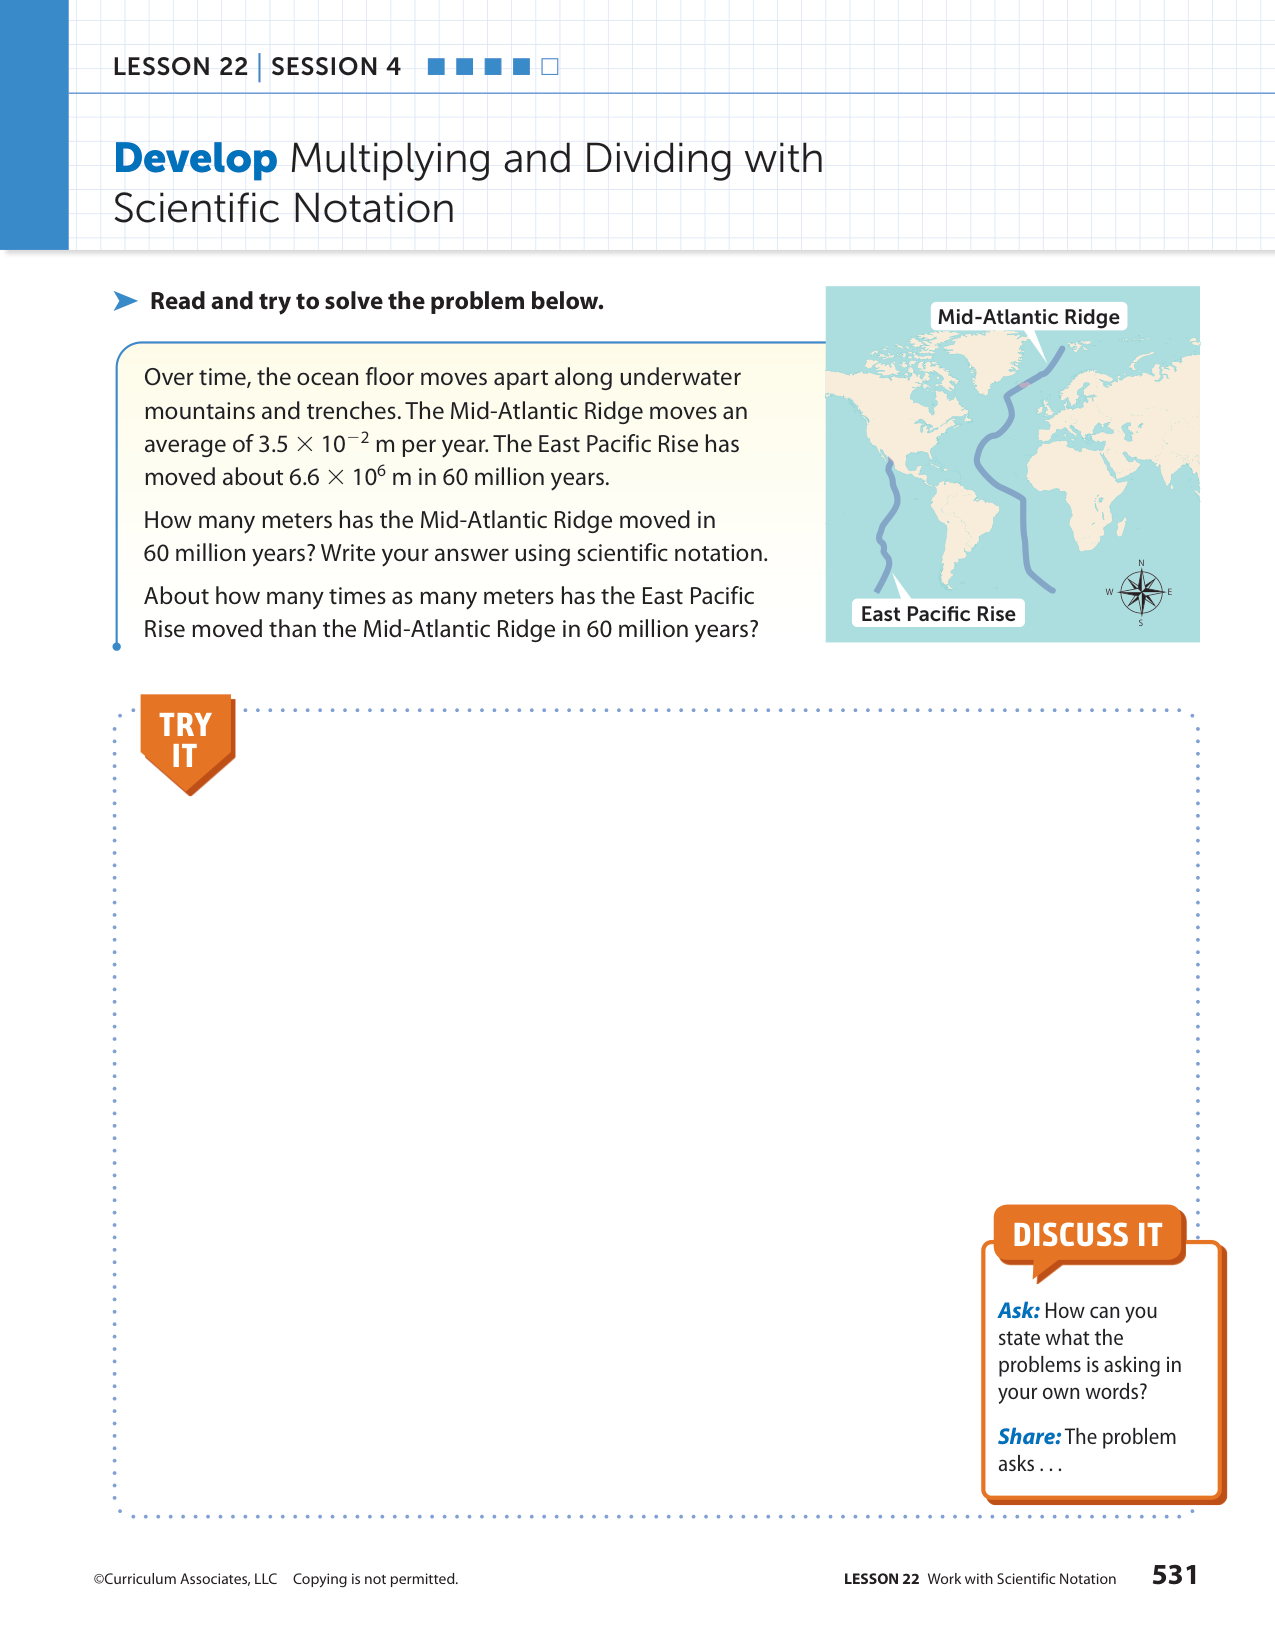 LESSON 22 | SESSION 4
Develop Multiplying and Dividing with
Scientific Notation
Read and try to solve the problem below.
Over time, the ocean floor moves apart along underwater
mountains and trenches. The Mid-Atlantic Ridge moves an
average of 3.5 × 10⁻² m per year. The East Pacific Rise has
moved about 6.6 × 10⁶ m in 60 million years.
How many meters has the Mid-Atlantic Ridge moved in
60 million years? Write your answer using scientific notation.
About how many times as many meters has the East Pacific
Rise moved than the Mid-Atlantic Ridge in 60 million years?
Mid-Atlantic Ridge
East Pacific Rise
N
W E
S
TRY
IT
DISCUSS IT
Ask: How can you
state what the
problems is asking in
your own words?
Share: The problem
asks . . .
©Curriculum Associates, LLC Copying is not permitted.
LESSON 22 Work with Scientific Notation 531